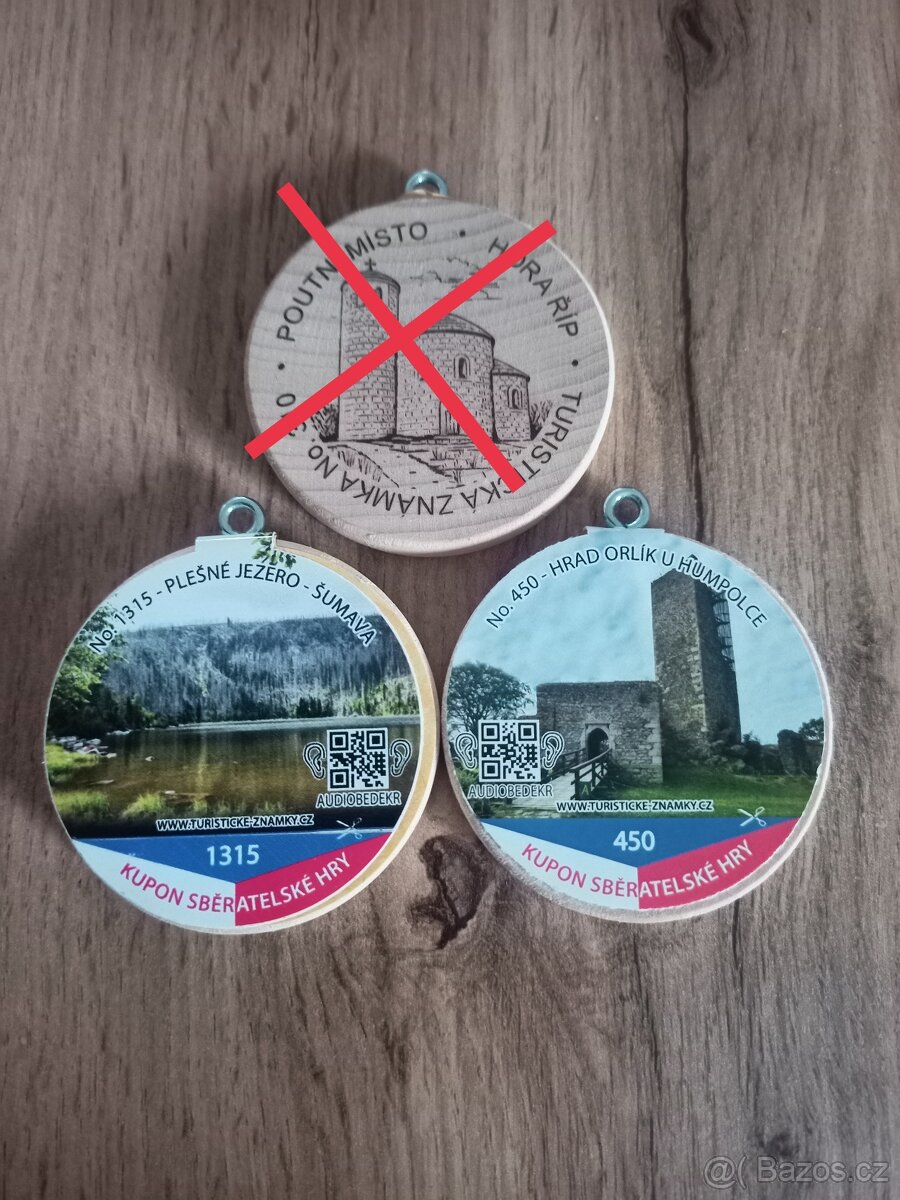 POUTNÍ MÍSTO • HORA ŘÍP •
TURISTICKÁ ZNÁMKA No.
No. 1315 - PLEŠNÉ JEZERO - ŠUMAVA
AUDIOBEDEKR
WWW.TURISTICKE-ZNAMKY.CZ
1315
KUPON SBĚRATELSKÉ HRY
No. 450 - HRAD ORLÍK U HUMPOLCE
AUDIOBEDEKR
WWW.TURISTICKE-ZNAMKY.CZ
450
KUPON SBĚRATELSKÉ HRY
@( Bazos.cz